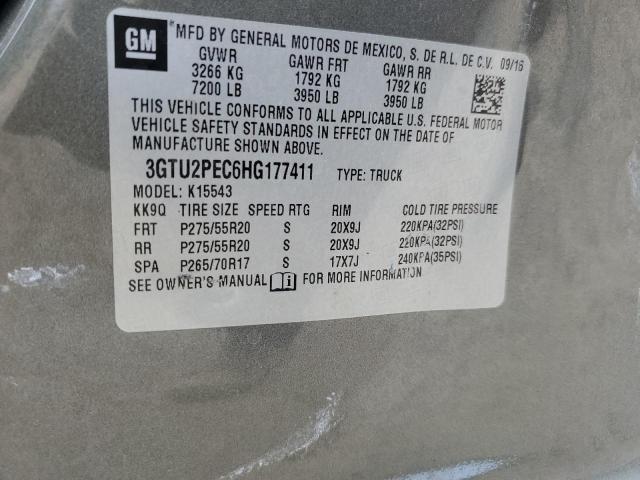 GM
*MFD BY GENERAL MOTORS DE MEXICO, S. DE R.L. DE C.V. 09/16
GVWR GAWR FRT GAWR RR
3266 KG 1792 KG 1792 KG
7200 LB 3950 LB 3950 LB
THIS VEHICLE CONFORMS TO ALL APPLICABLE U.S. FEDERAL MOTOR
VEHICLE SAFETY STANDARDS IN EFFECT ON THE DATE OF
MANUFACTURE SHOWN ABOVE.
3GTU2PEC6HG177411 TYPE: TRUCK
MODEL: K15543
KK9Q TIRE SIZE SPEED RTG RIM COLD TIRE PRESSURE
FRT P275/55R20 S 20X9J 220KPA(32PSI)
RR P275/55R20 S 20X9J 220KPA(32PSI)
SPA P265/70R17 S 17X7J 240KPA(35PSI)
SEE OWNER'S MANUAL FOR MORE INFORMATION